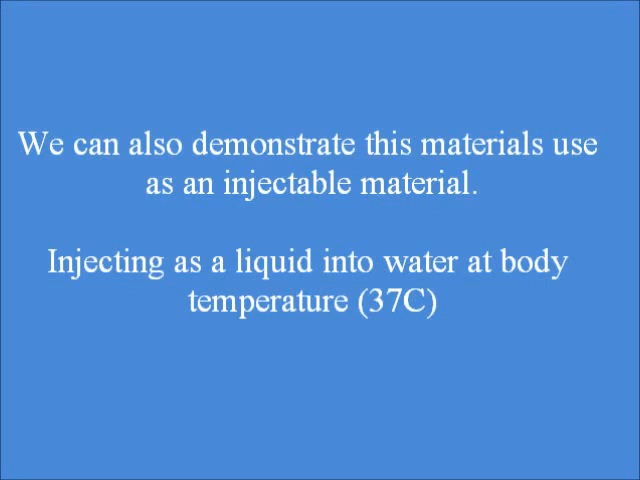 We can also demonstrate this materials use
as an injectable material.
Injecting as a liquid into water at body
temperature (37C)